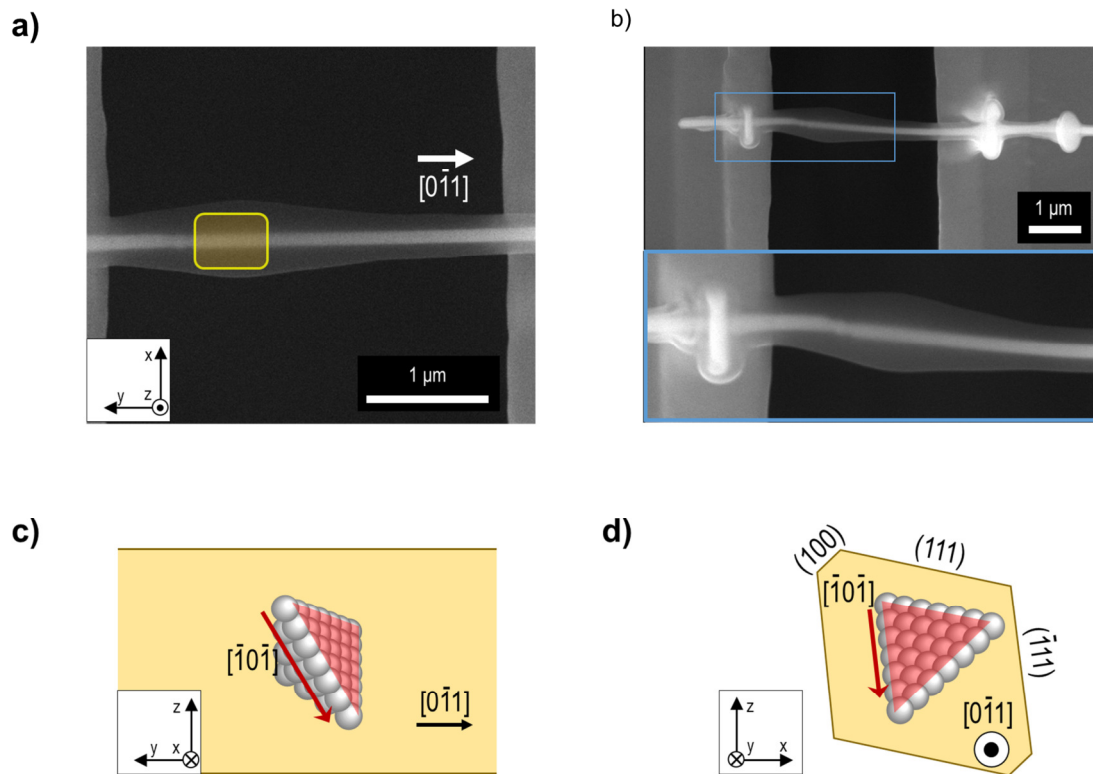 a)
b)
[01̄1]
1 µm
x
y z
1 µm
c)
d)
(100)
(111)
[1̄01̄]
(1̄11)
[1̄01̄]
[01̄1]
[01̄1]
z
y x
z
y x